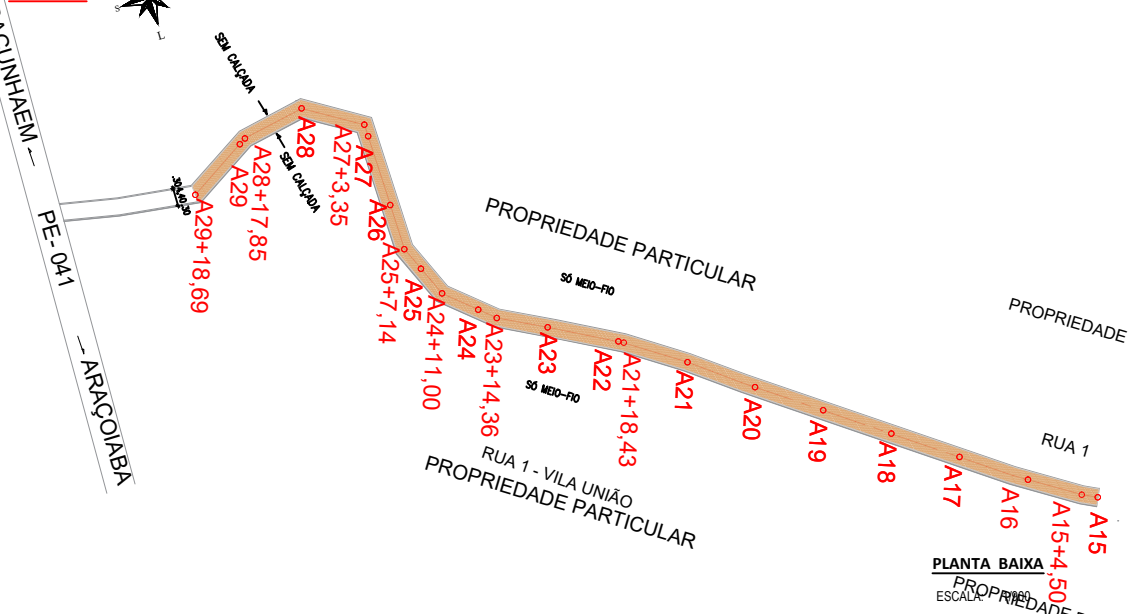 S
L
ACUNHAEM
PE- 041
ARAÇOIABA
SEM CALÇADA
SEM CALÇADA
A29+18,69
A29
A28+17,85
A28
A27+3,35
A27
A26
A25+7,14
A25
A24+11,00
A24
A23+14,36
A23
A22
A21+18,43
A21
A20
A19
A18
A17
A16
A15+4,50
A15
PROPRIEDADE PARTICULAR
SÓ MEIO-FIO
SÓ MEIO-FIO
RUA 1 - VILA UNIÃO
PROPRIEDADE PARTICULAR
PROPRIEDADE
RUA 1
PLANTA BAIXA
ESCALA:
PROPRIEDADE